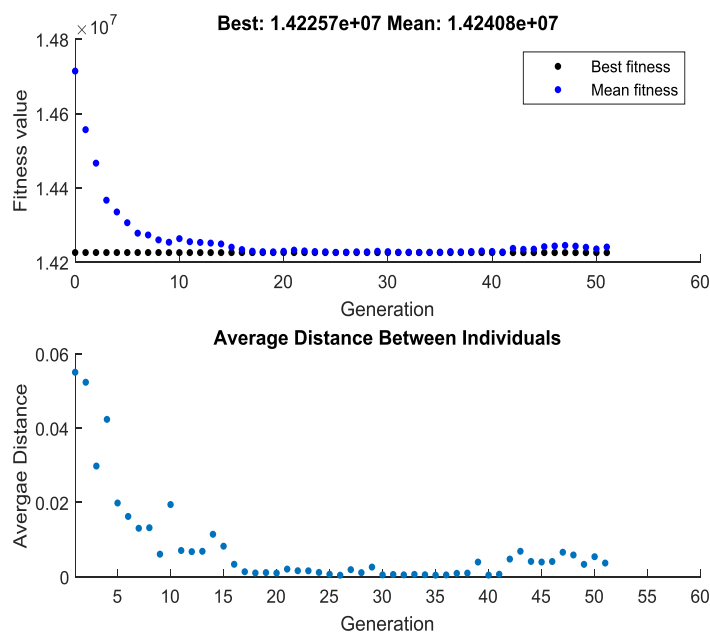 Best: 1.42257e+07 Mean: 1.42408e+07
×10^7
1.48
1.46
1.44
1.42
Fitness value
Best fitness
Mean fitness
0 10 20 30 40 50 60
Generation
Average Distance Between Individuals
0.06
0.04
0.02
0
Avergae Distance
5 10 15 20 25 30 35 40 45 50 55 60
Generation